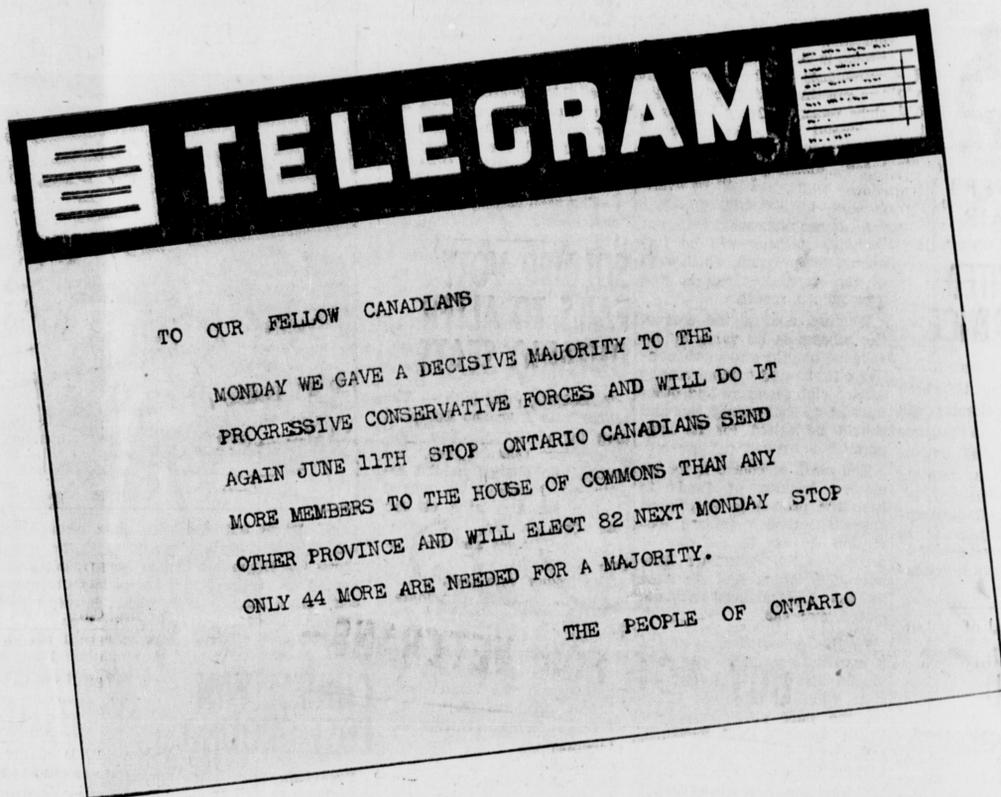 TELEGRAM
TO OUR FELLOW CANADIANS
MONDAY WE GAVE A DECISIVE MAJORITY TO THE
PROGRESSIVE CONSERVATIVE FORCES AND WILL DO IT
AGAIN JUNE 11TH STOP ONTARIO CANADIANS SEND
MORE MEMBERS TO THE HOUSE OF COMMONS THAN ANY
OTHER PROVINCE AND WILL ELECT 82 NEXT MONDAY STOP
ONLY 44 MORE ARE NEEDED FOR A MAJORITY.
THE PEOPLE OF ONTARIO